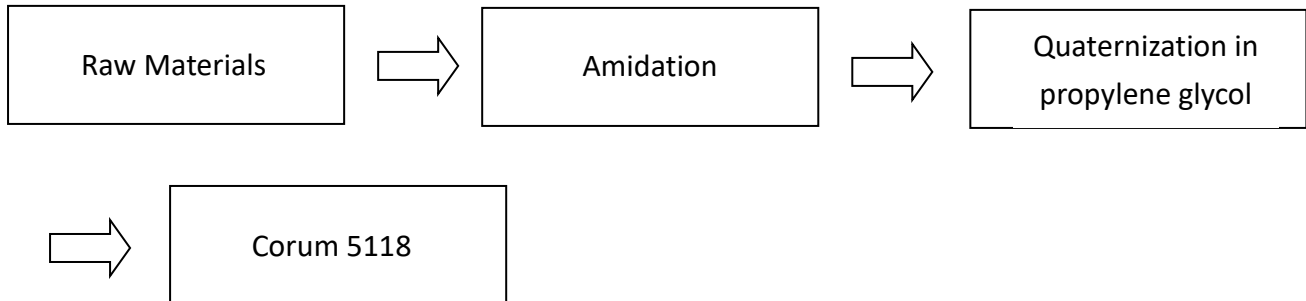 Raw Materials
Amidation
Quaternization in
propylene glycol
Corum 5118